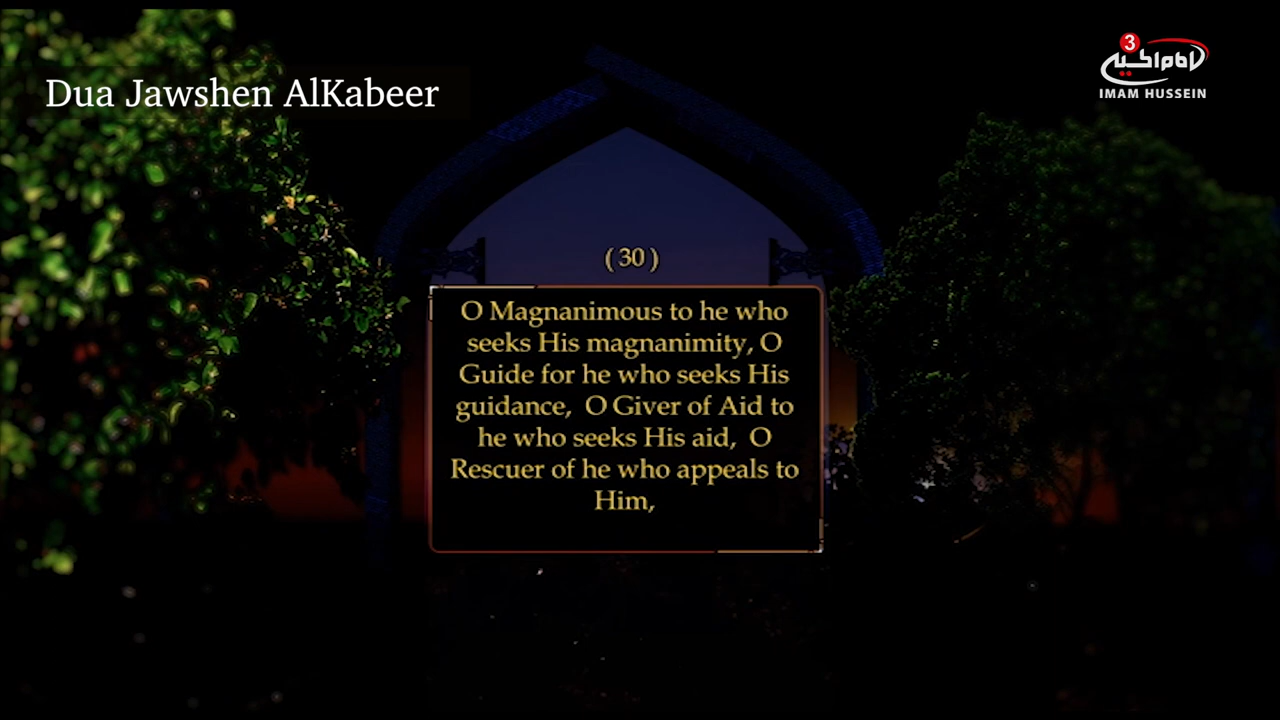 Dua Jawshen AlKabeer
3
IMAM HUSSEIN
( 30 )
O Magnanimous to he who
seeks His magnanimity, O
Guide for he who seeks His
guidance, O Giver of Aid to
he who seeks His aid, O
Rescuer of he who appeals to
Him,